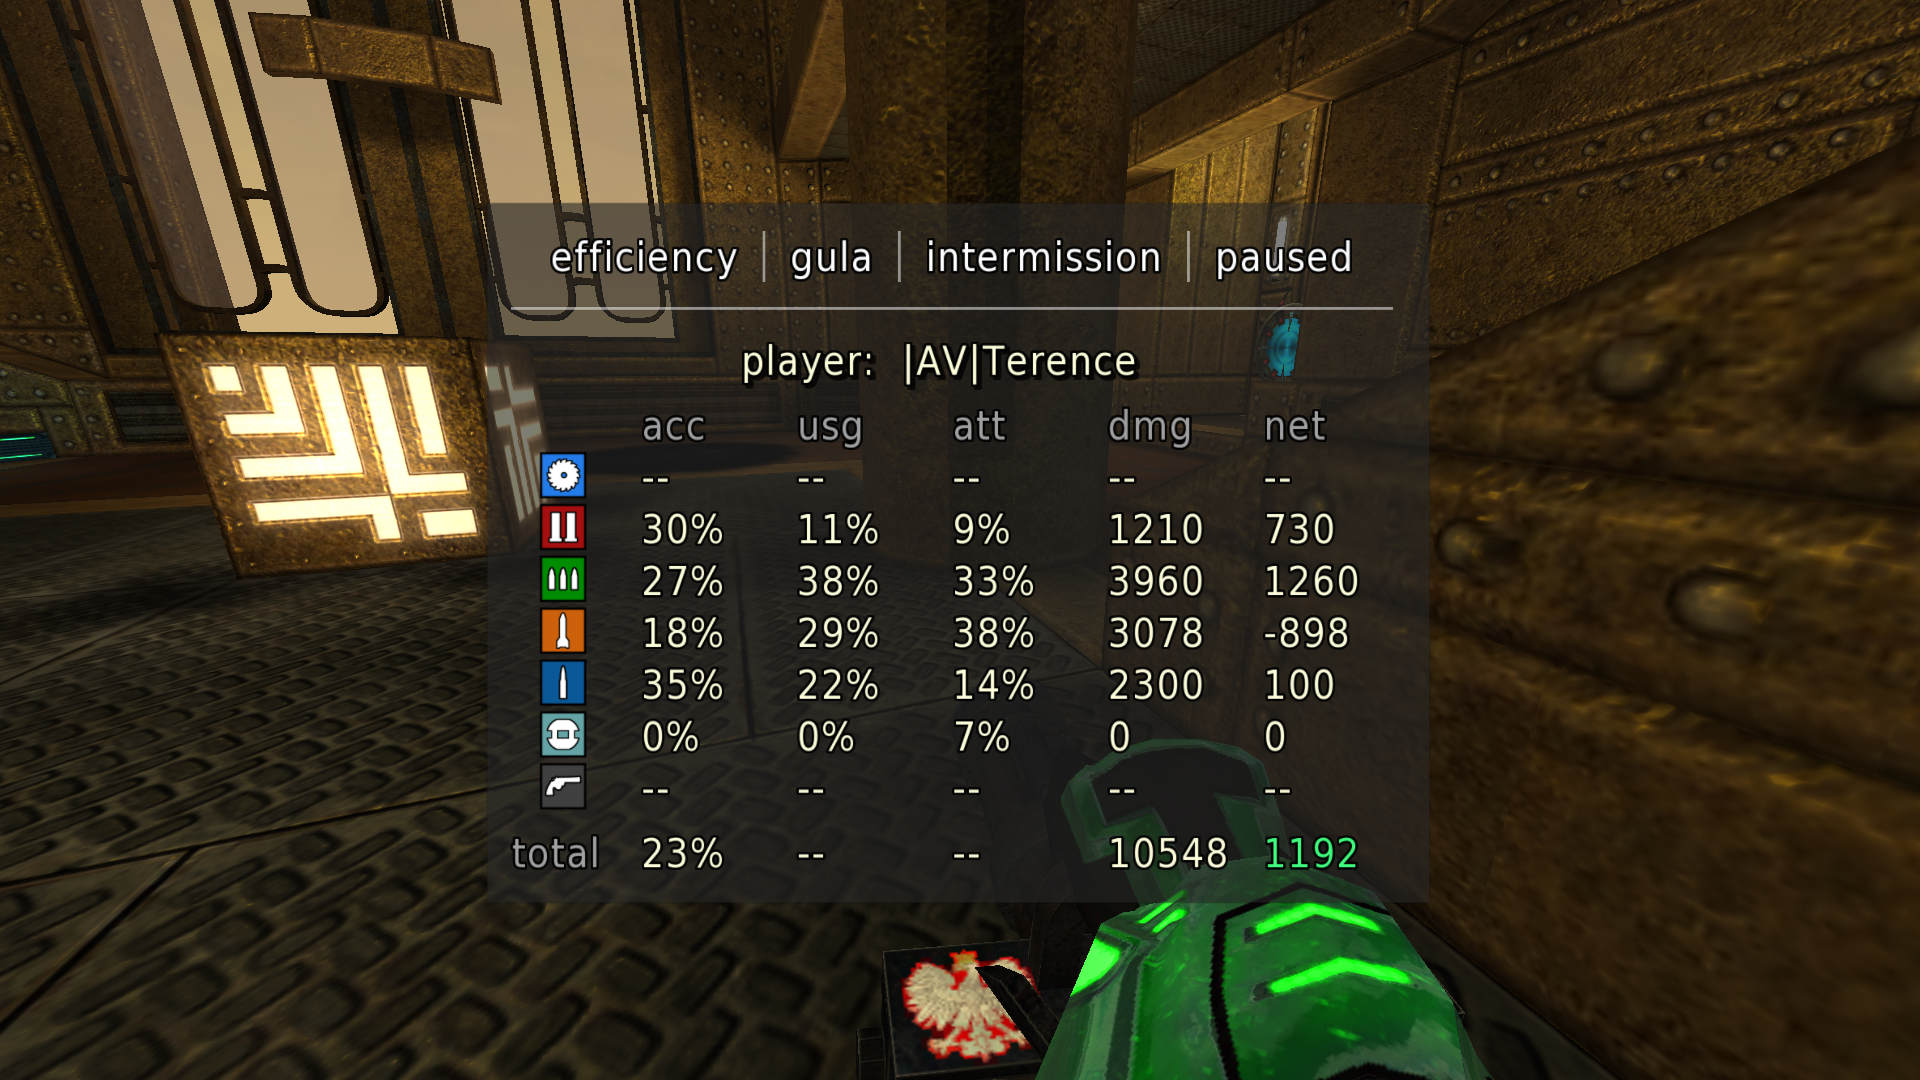 efficiency | gula | intermission | paused
player: |AV|Terence
acc usg att dmg net
-- -- -- -- --
30% 11% 9% 1210 730
27% 38% 33% 3960 1260
18% 29% 38% 3078 -898
35% 22% 14% 2300 100
0% 0% 7% 0 0
-- -- -- -- --
total 23% -- -- 10548 1192